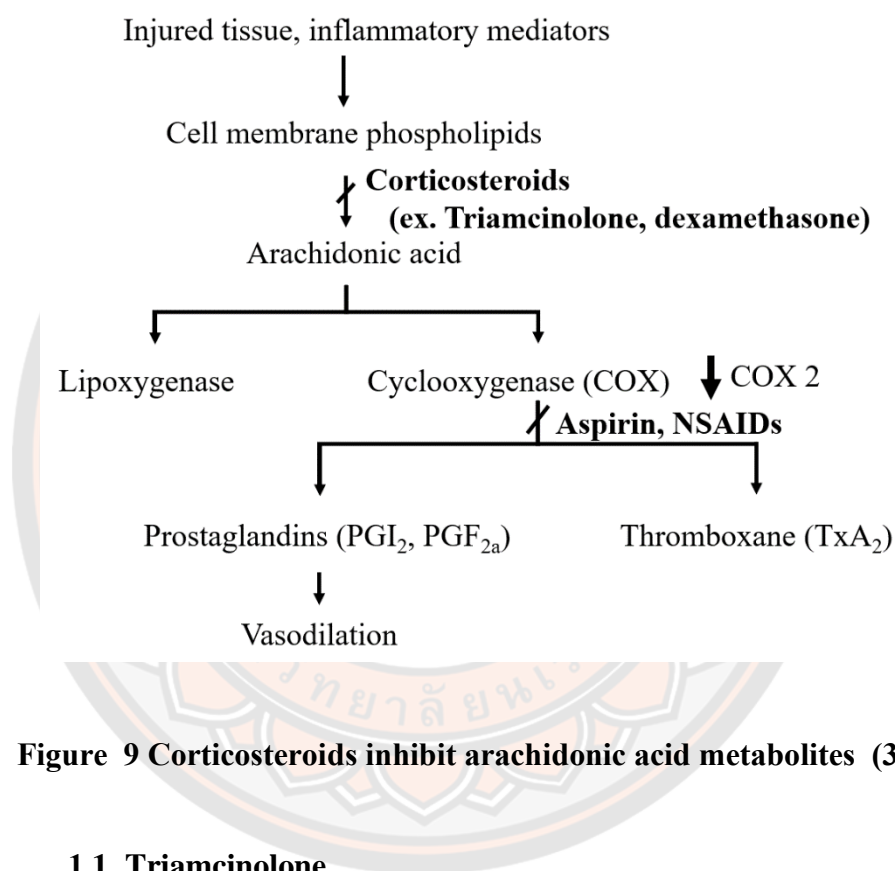 Injured tissue, inflammatory mediators
Cell membrane phospholipids
Corticosteroids
(ex. Triamcinolone, dexamethasone)
Arachidonic acid
Lipoxygenase
Cyclooxygenase (COX)
COX 2
Aspirin, NSAIDs
Prostaglandins (PGI₂, PGF₂ₐ)
Thromboxane (TxA₂)
Vasodilation
Figure 9 Corticosteroids inhibit arachidonic acid metabolites (3
1.1 Triamcinolone